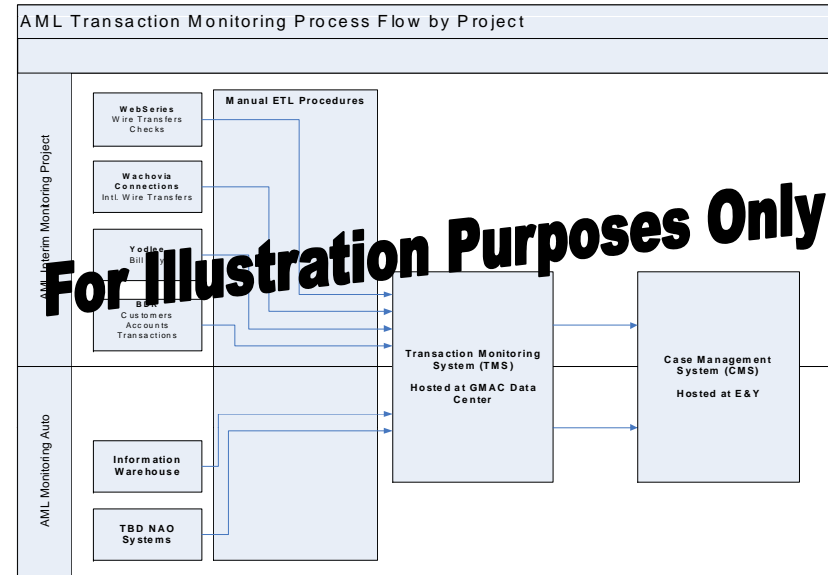 AML Transaction Monitoring Process Flow by Project
AML Interim Monitoring Project
WebSeries
Wire Transfers
Checks
Manual ETL Procedures
Wachovia
Connections
Intl. Wire Transfers
Yodlee
Bill
For Illustration Purposes Only
Customers
Accounts
Transactions
Transaction Monitoring
System (TMS)
Hosted at GMAC Data
Center
Case Management
System (CMS)
Hosted at E&Y
AML Monitoring Auto
Information
Warehouse
TBD NAO
Systems